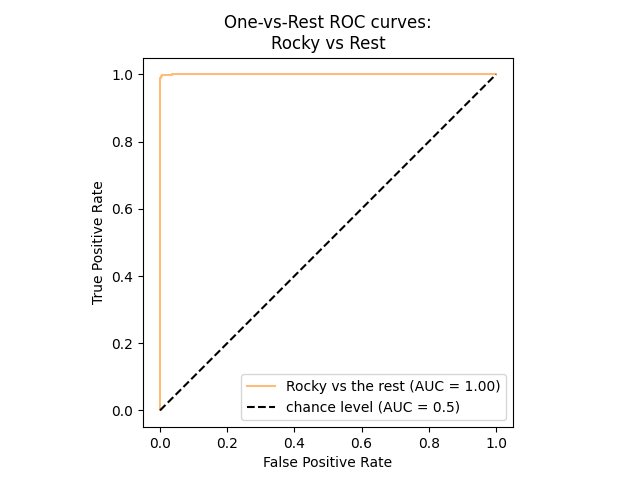 One-vs-Rest ROC curves:
Rocky vs Rest
True Positive Rate
1.0
0.8
0.6
0.4
0.2
0.0
0.0 0.2 0.4 0.6 0.8 1.0
False Positive Rate
Rocky vs the rest (AUC = 1.00)
chance level (AUC = 0.5)